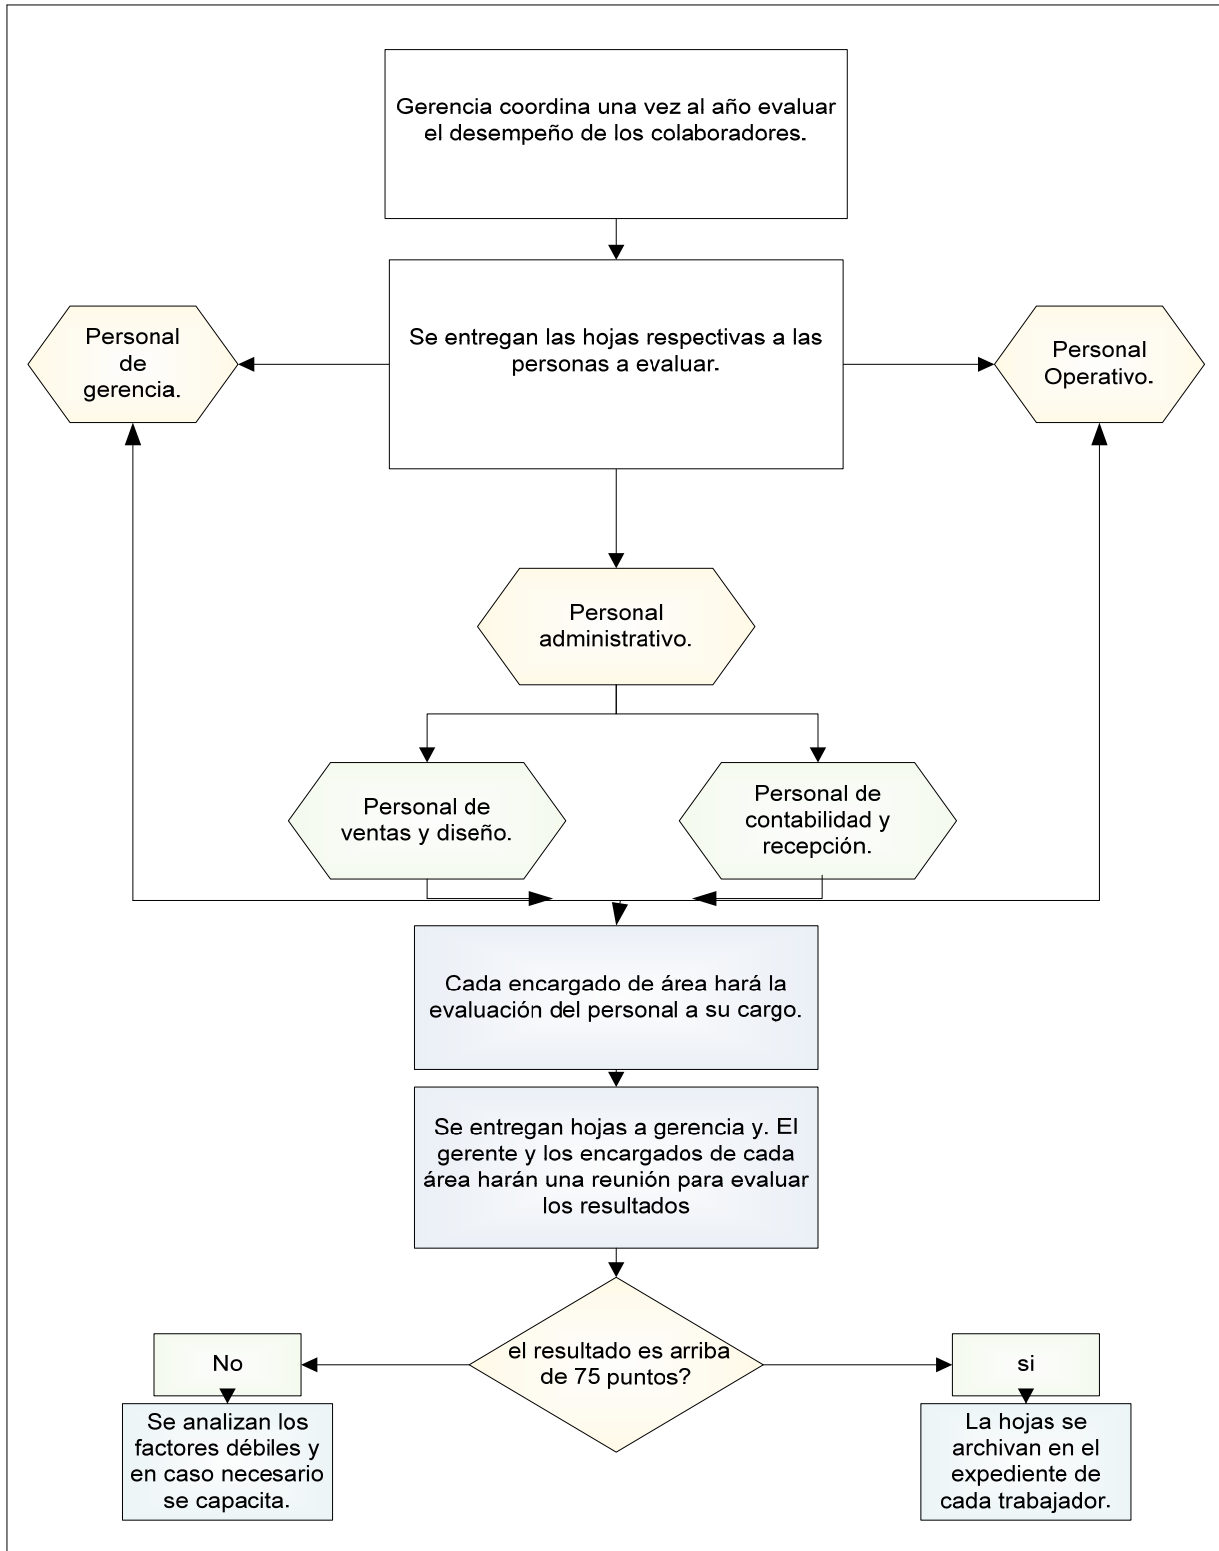 Gerencia coordina una vez al año evaluar
el desempeño de los colaboradores.
Se entregan las hojas respectivas a las
personas a evaluar.
Personal
de
gerencia.
Personal
Operativo.
Personal
administrativo.
Personal de
ventas y diseño.
Personal de
contabilidad y
recepción.
Cada encargado de área hará la
evaluación del personal a su cargo.
Se entregan hojas a gerencia y. El
gerente y los encargados de cada
área harán una reunión para evaluar
los resultados
el resultado es arriba
de 75 puntos?
No
si
Se analizan los
factores débiles y
en caso necesario
se capacita.
La hojas se
archivan en el
expediente de
cada trabajador.